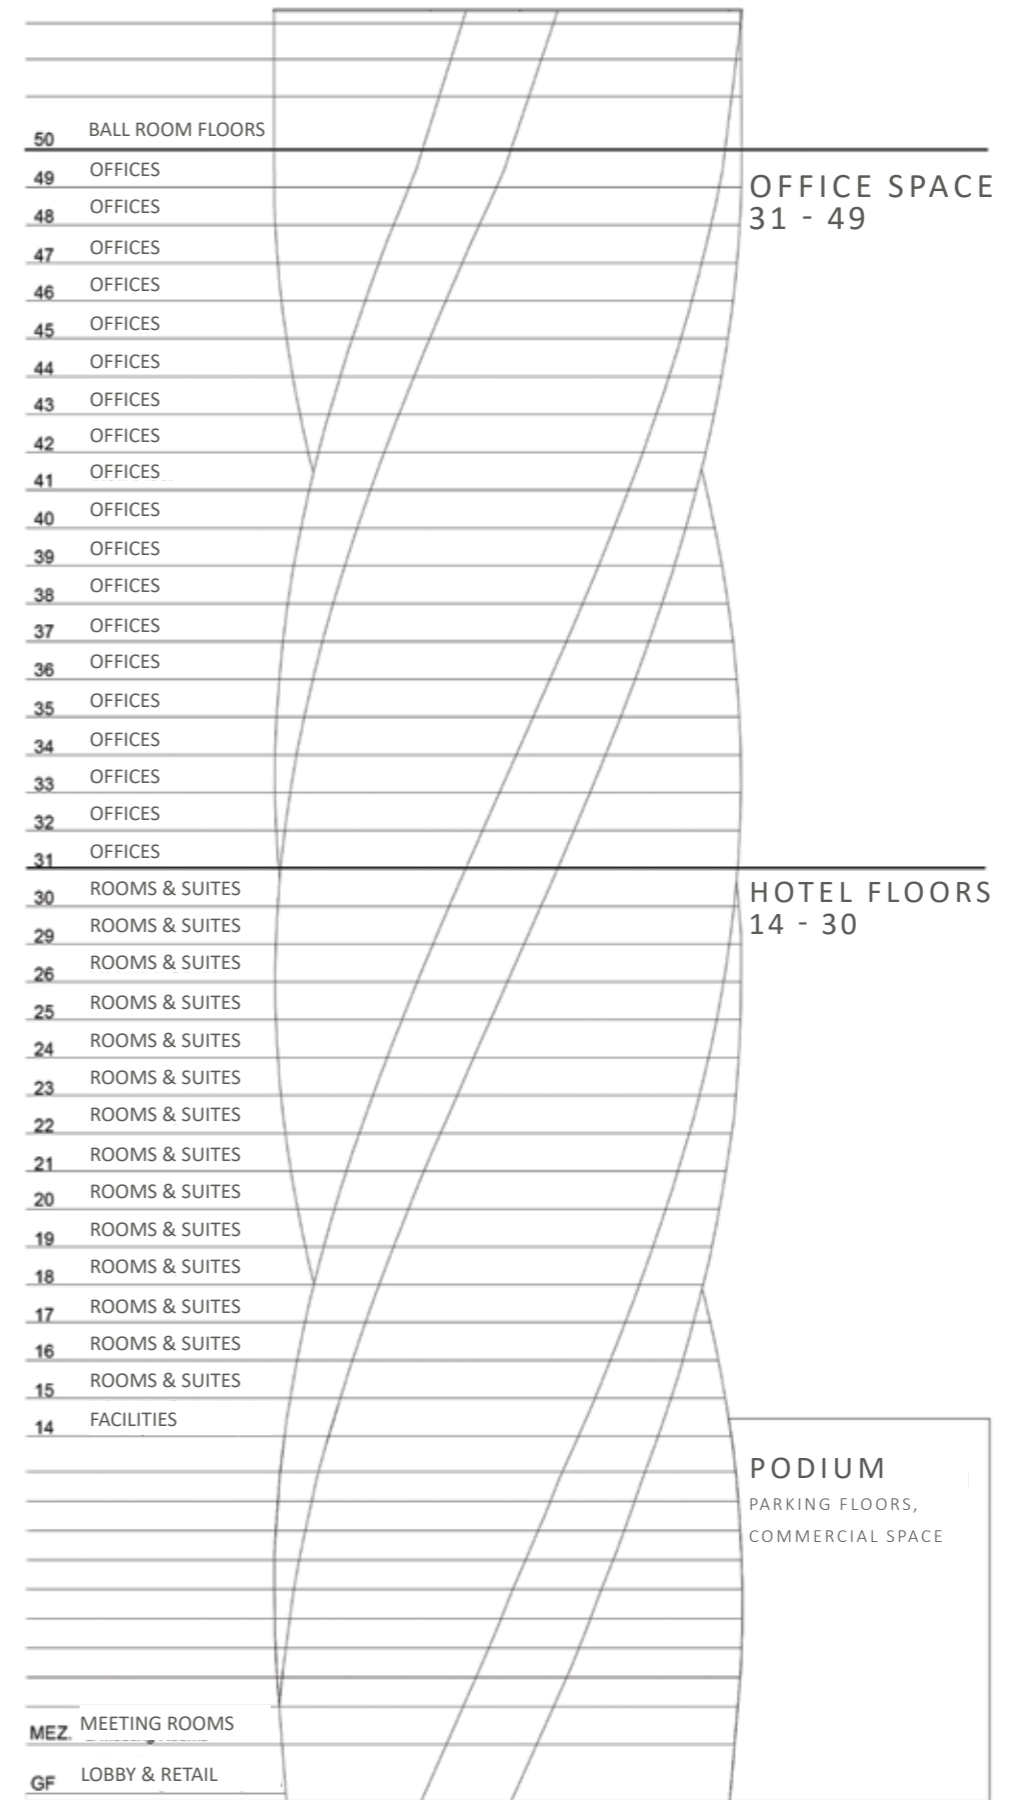 50 BALL ROOM FLOORS
49 OFFICES
OFFICE SPACE
31 - 49
48 OFFICES
47 OFFICES
46 OFFICES
45 OFFICES
44 OFFICES
43 OFFICES
42 OFFICES
41 OFFICES
40 OFFICES
39 OFFICES
38 OFFICES
37 OFFICES
36 OFFICES
35 OFFICES
34 OFFICES
33 OFFICES
32 OFFICES
31 OFFICES
30 ROOMS & SUITES
HOTEL FLOORS
14 - 30
29 ROOMS & SUITES
26 ROOMS & SUITES
25 ROOMS & SUITES
24 ROOMS & SUITES
23 ROOMS & SUITES
22 ROOMS & SUITES
21 ROOMS & SUITES
20 ROOMS & SUITES
19 ROOMS & SUITES
18 ROOMS & SUITES
17 ROOMS & SUITES
16 ROOMS & SUITES
15 ROOMS & SUITES
14 FACILITIES
PODIUM
PARKING FLOORS,
COMMERCIAL SPACE
MEZ. MEETING ROOMS
GF LOBBY & RETAIL